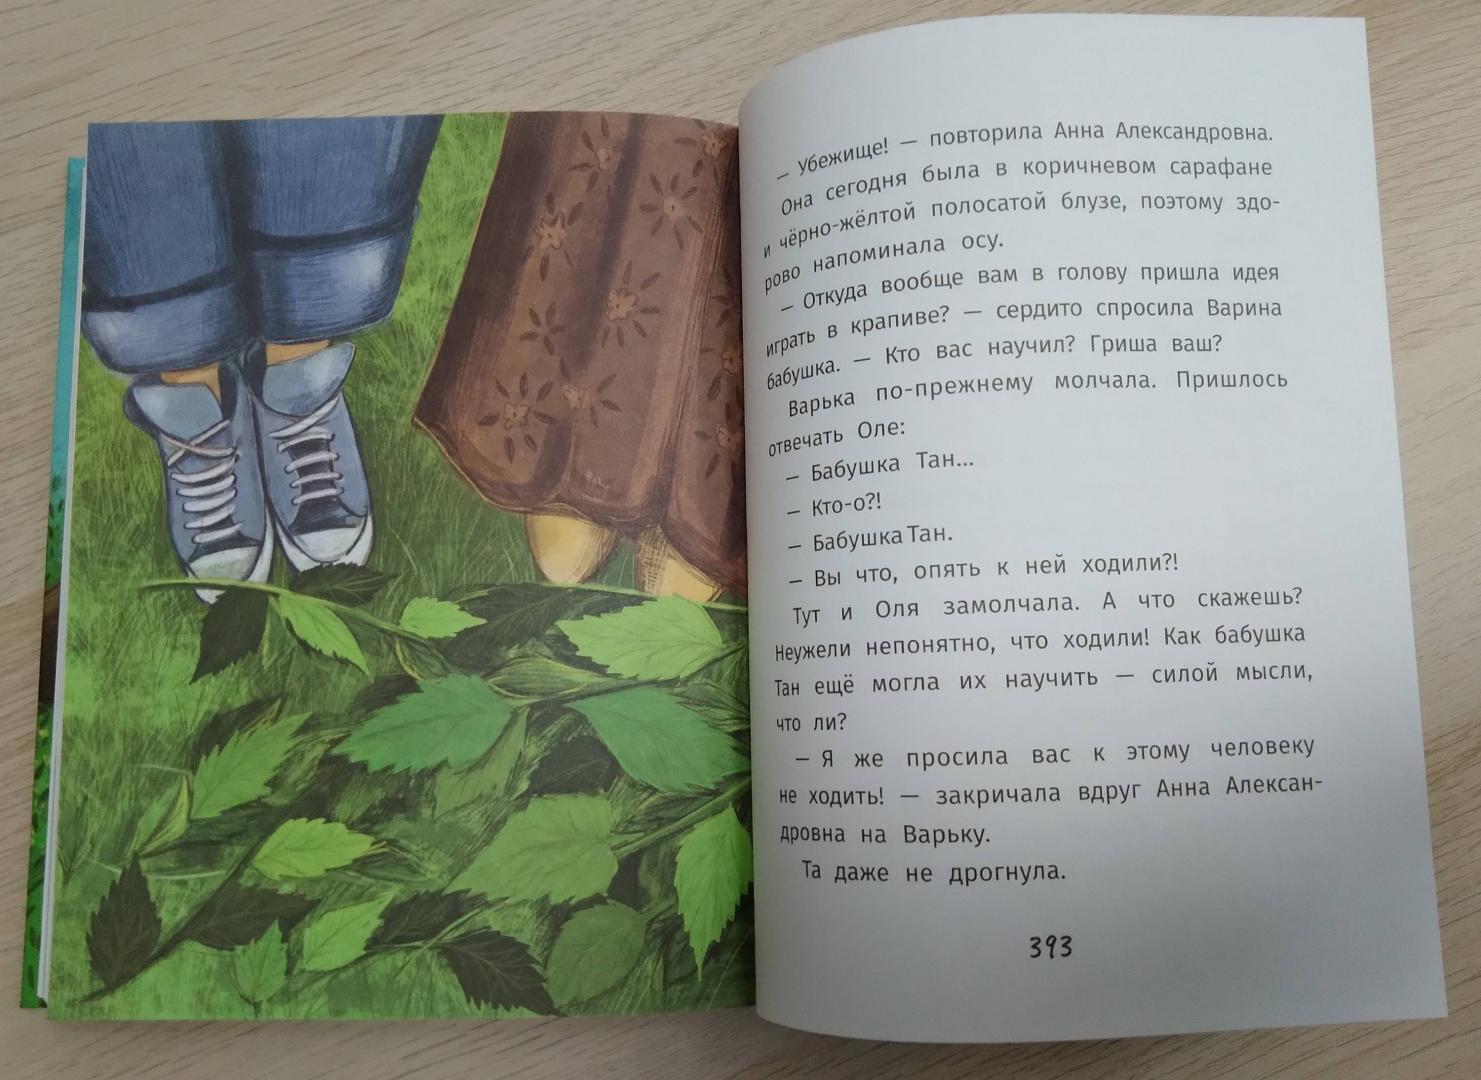 — Убежище! — повторила Анна Александровна.
Она сегодня была в коричневом сарафане
и чёрно-жёлтой полосатой блузе, поэтому здо-
рово напоминала осу.
— Откуда вообще вам в голову пришла идея
играть в крапиве? — сердито спросила Варина
бабушка. — Кто вас научил? Гриша ваш?
Варька по-прежнему молчала. Пришлось
отвечать Оле:
— Бабушка Тан...
— Кто-о?!
— Бабушка Тан.
— Вы что, опять к ней ходили?!
Тут и Оля замолчала. А что скажешь?
Неужели непонятно, что ходили! Как бабушка
Тан ещё могла их научить — силой мысли,
что ли?
— Я же просила вас к этому человеку
не ходить! — закричала вдруг Анна Алексан-
дровна на Варьку.
Та даже не дрогнула.
393